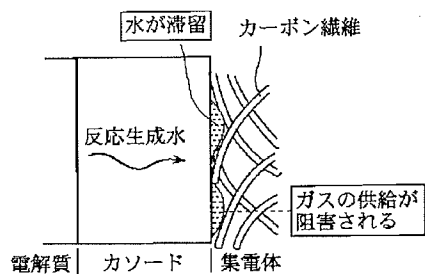 水が滞留
カーボン繊維
反応生成水
ガスの供給が
阻害される
電解質
カソード
集電体